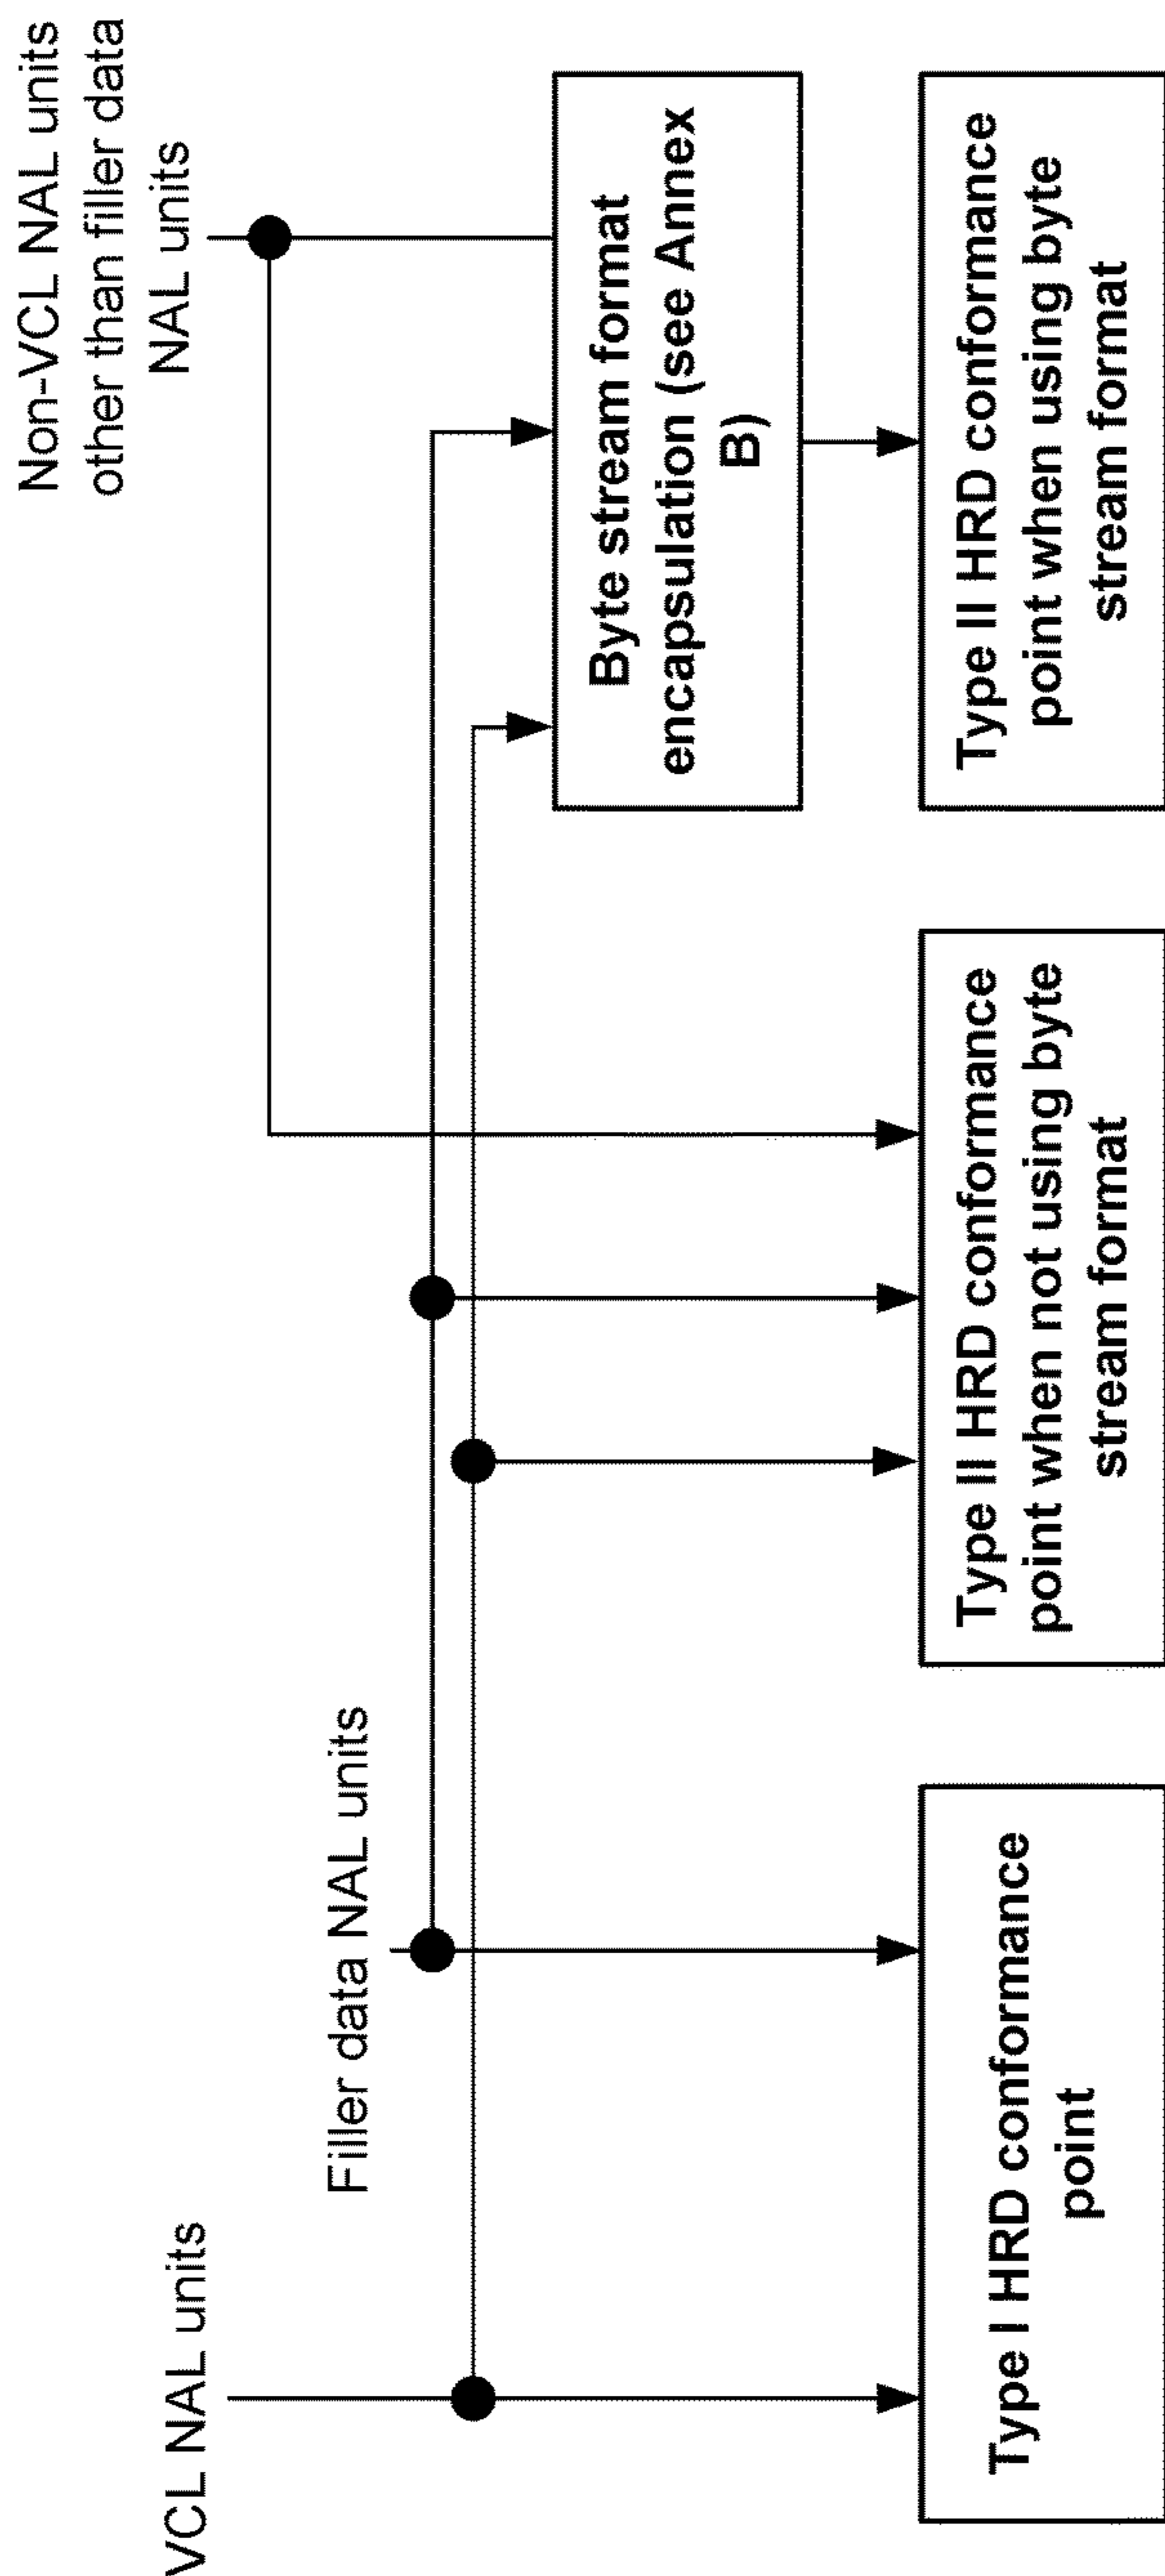 VCL NAL units
Filler data NAL units
Non-VCL NAL units
other than filler data
NAL units
Byte stream format
encapsulation (see Annex
B)
Type I HRD conformance
point
Type II HRD conformance
point when not using byte
stream format
Type II HRD conformance
point when using byte
stream format